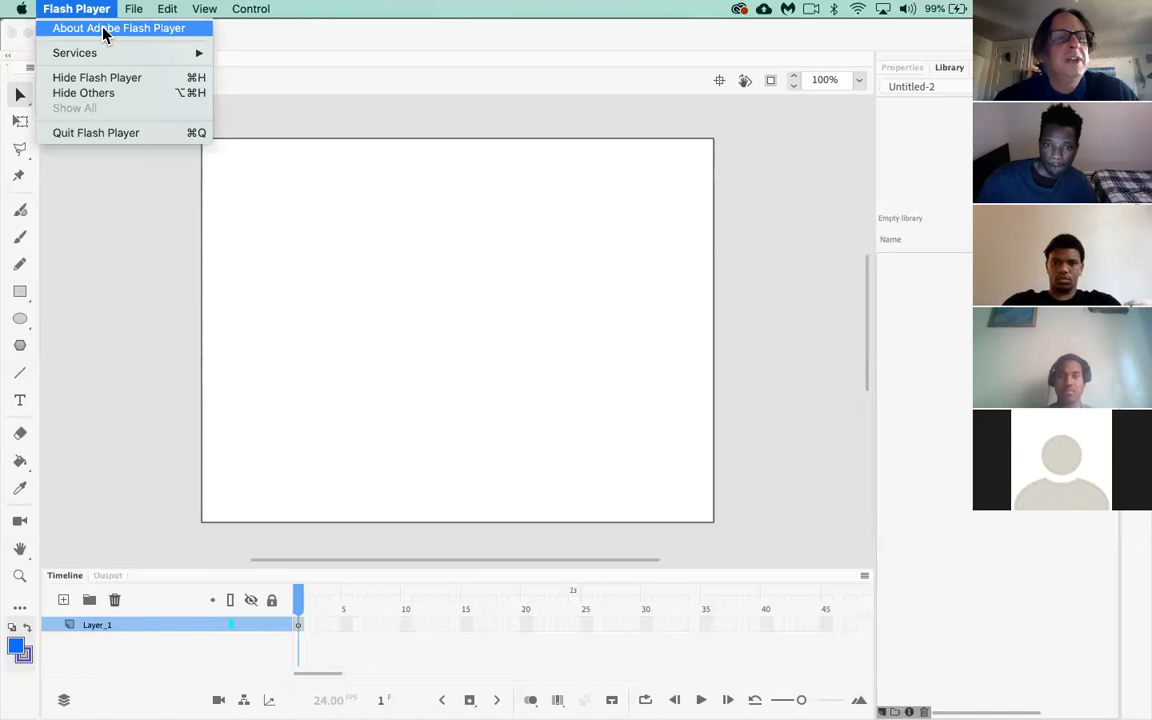 Flash Player File Edit View Control 99%
About Adobe Flash Player
Services
Hide Flash Player ⌘H
Hide Others ⌥⌘H
Show All
Quit Flash Player ⌘Q
100%
Properties Library
Untitled-2
Empty library
Name
Timeline Output
1s
5 10 15 20 25 30 35 40 45
Layer_1
24.00 FPS 1 F